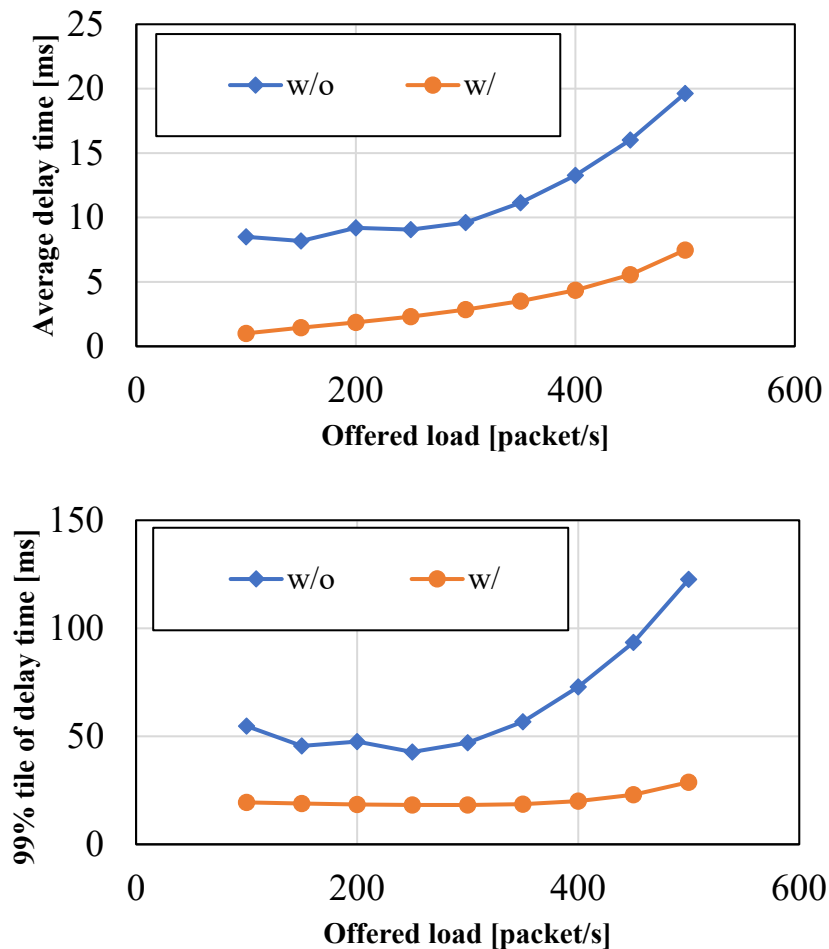 Average delay time [ms]
25
20
15
10
5
0
w/o w/
0 200 400 600
Offered load [packet/s]
99% tile of delay time [ms]
150
100
50
0
w/o w/
0 200 400 600
Offered load [packet/s]